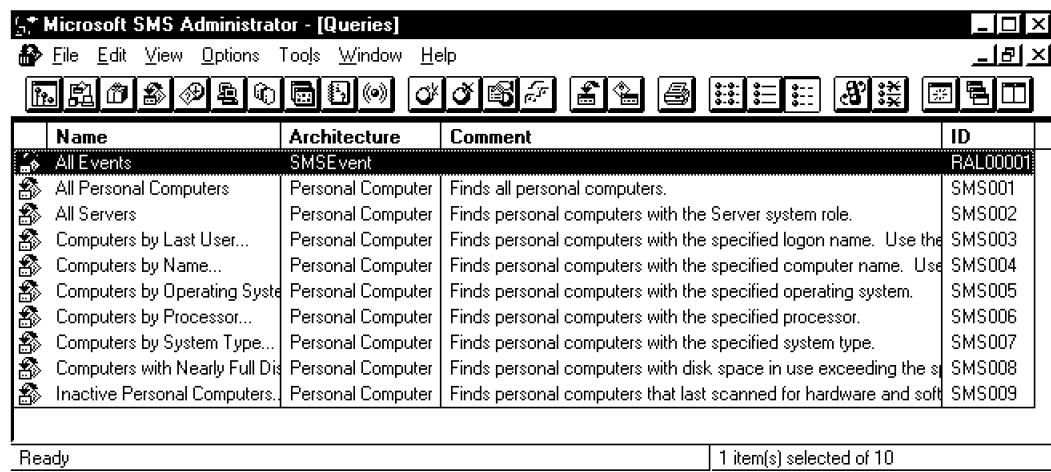 Microsoft SMS Administrator - [Queries]
File Edit View Options Tools Window Help
Name Architecture Comment ID
All Events SMSEvent RAL00001
All Personal Computers Personal Computer Finds all personal computers. SMS001
All Servers Personal Computer Finds personal computers with the Server system role. SMS002
Computers by Last User... Personal Computer Finds personal computers with the specified logon name. Use the SMS003
Computers by Name... Personal Computer Finds personal computers with the specified computer name. Use SMS004
Computers by Operating Syste Personal Computer Finds personal computers with the specified operating system. SMS005
Computers by Processor... Personal Computer Finds personal computers with the specified processor. SMS006
Computers by System Type... Personal Computer Finds personal computers with the specified system type. SMS007
Computers with Nearly Full Dis Personal Computer Finds personal computers with disk space in use exceeding the sp SMS008
Inactive Personal Computers.. Personal Computer Finds personal computers that last scanned for hardware and soft SMS009
Ready 1 item(s) selected of 10